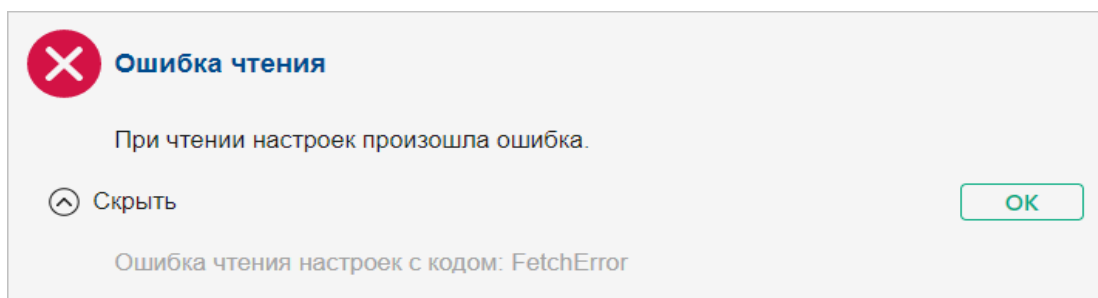 Ошибка чтения
При чтении настроек произошла ошибка.
Скрыть
OK
Ошибка чтения настроек с кодом: FetchError